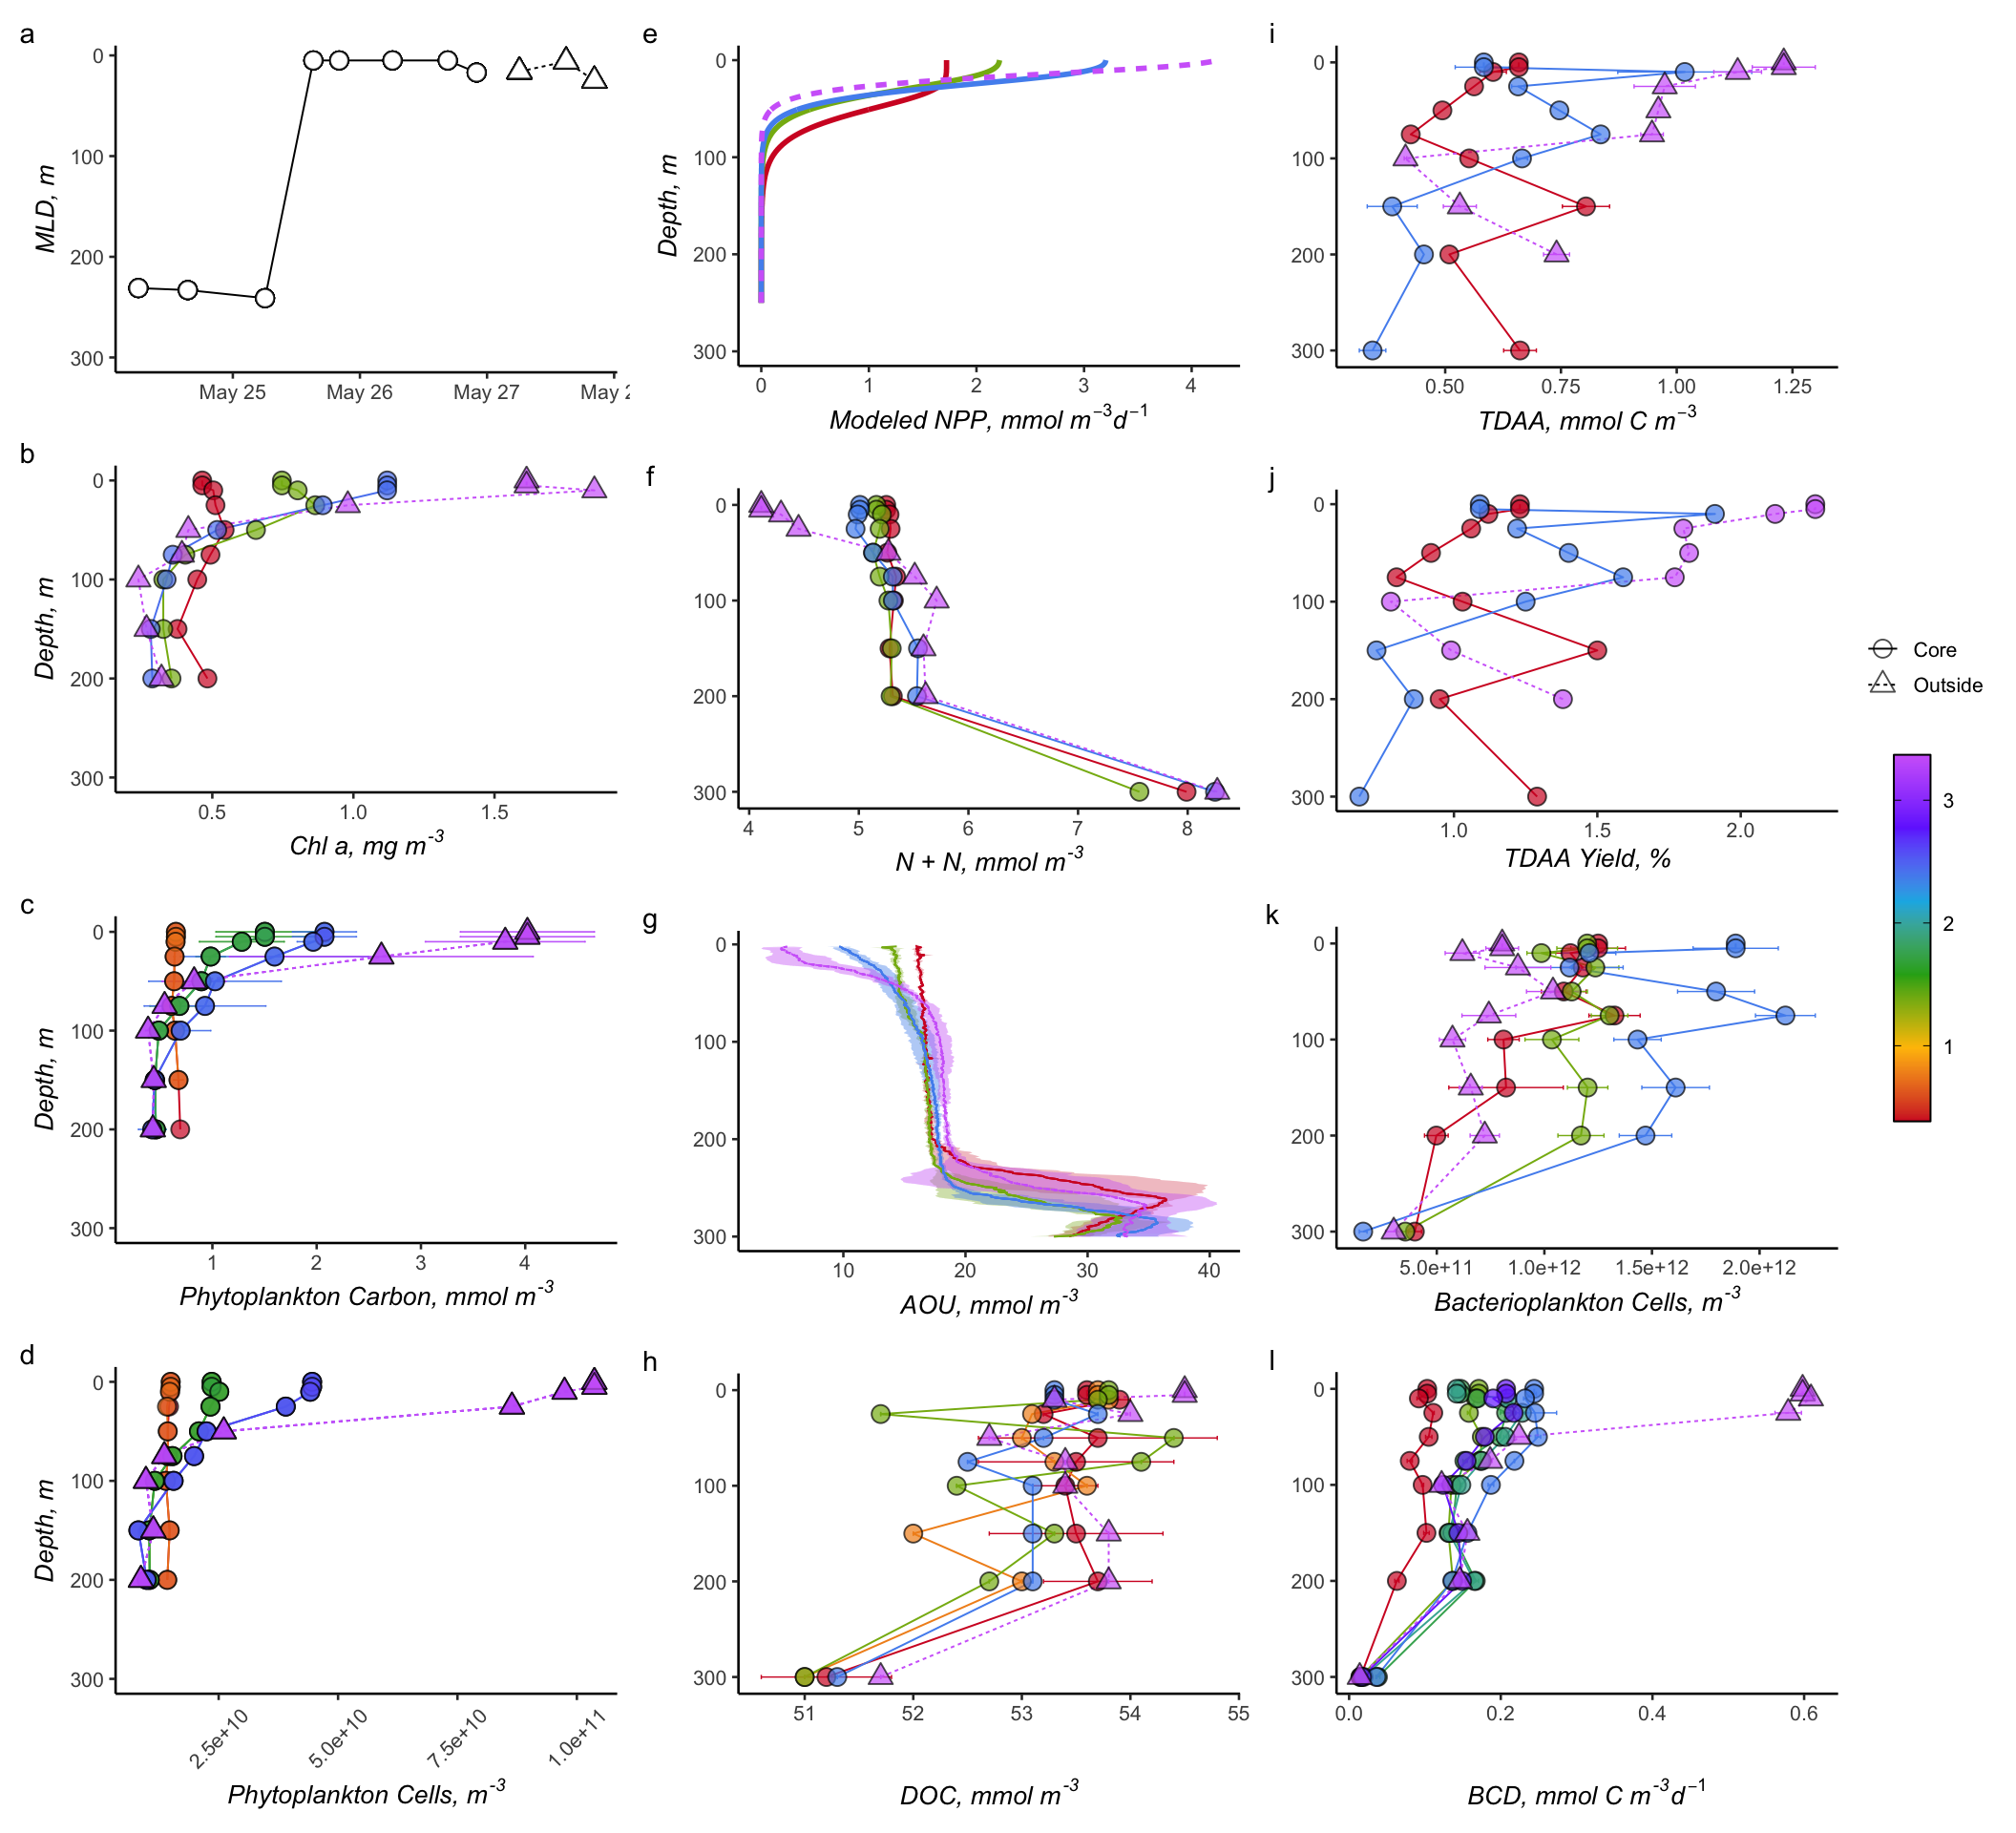 a
0
100
200
300
MLD, m
May 25
May 26
May 27
May 2
b
0
100
200
300
Depth, m
0.5
1.0
1.5
Chl a, mg m-3
c
0
100
200
300
Depth, m
1
2
3
4
Phytoplankton Carbon, mmol m-3
d
0
100
200
300
Depth, m
2.5e+10
5.0e+10
7.5e+10
1.0e+11
Phytoplankton Cells, m-3
e
0
100
200
300
Depth, m
0
1
2
3
4
Modeled NPP, mmol m−3d−1
f
0
100
200
300
4
5
6
7
8
N + N, mmol m-3
g
0
100
200
300
10
20
30
40
AOU, mmol m-3
h
0
100
200
300
51
52
53
54
55
DOC, mmol m-3
i
0
100
200
300
0.50
0.75
1.00
1.25
TDAA, mmol C m−3
j
0
100
200
300
1.0
1.5
2.0
TDAA Yield, %
k
0
100
200
300
5.0e+11
1.0e+12
1.5e+12
2.0e+12
Bacterioplankton Cells, m-3
l
0
100
200
300
0.0
0.2
0.4
0.6
BCD, mmol C m-3d−1
Core
Outside
3
2
1